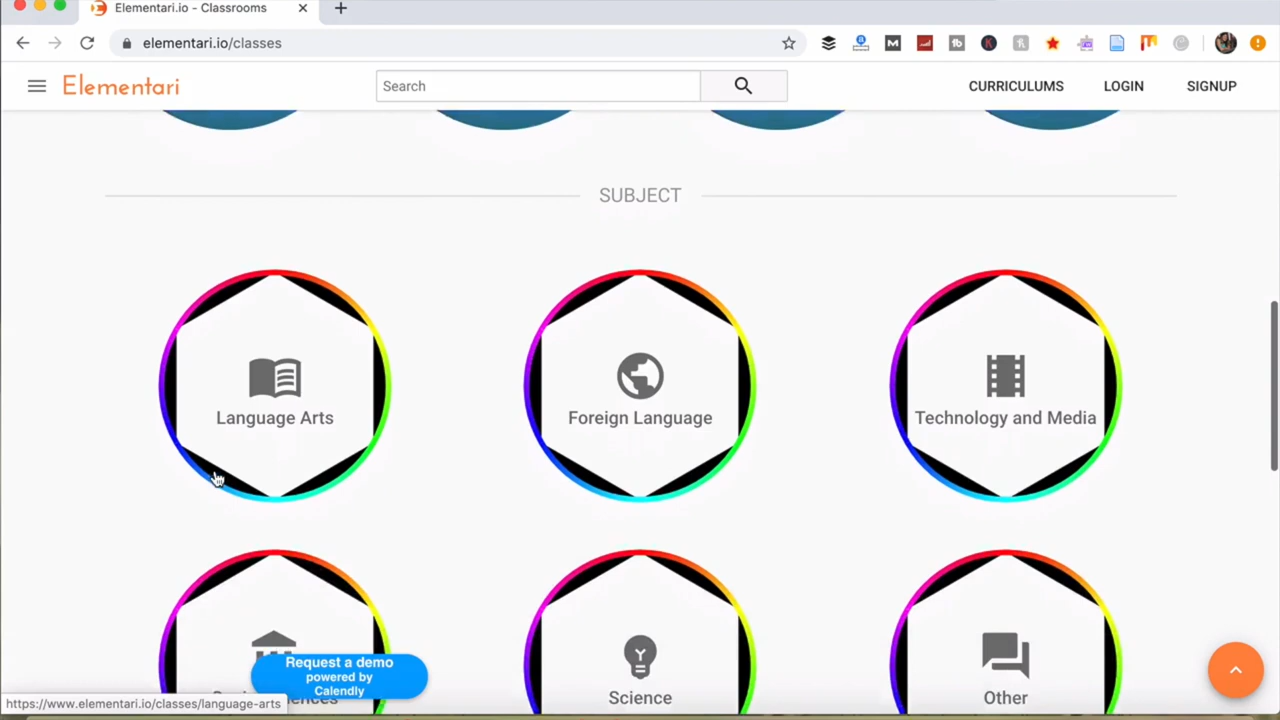 Elementari.io - Classrooms
elementari.io/classes
Elementari
Search
CURRICULUMS
LOGIN
SIGNUP
SUBJECT
Language Arts
Foreign Language
Technology and Media
Request a demo
powered by
Calendly
Science
Other
https://www.elementari.io/classes/language-arts